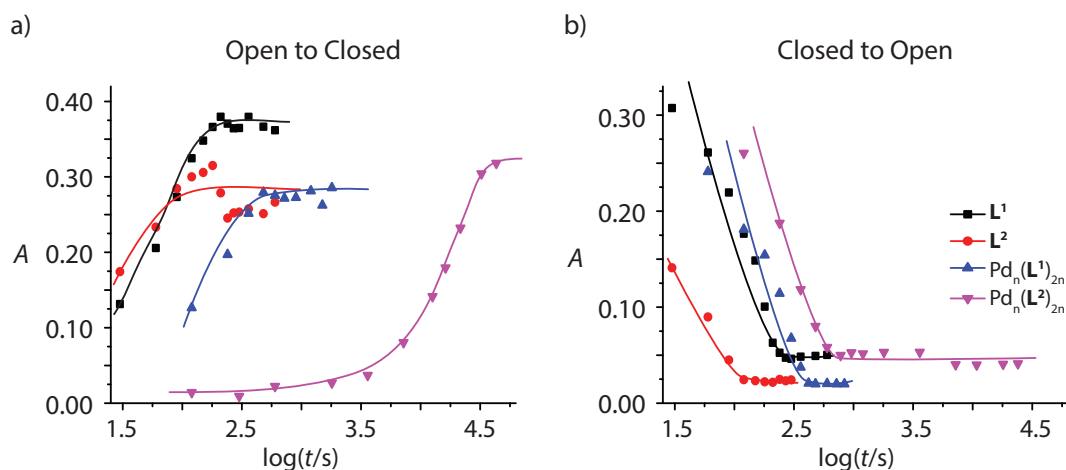 a)
Open to Closed
0.40
0.30
0.20
0.10
0.00
A
1.5 2.5 3.5 4.5
log(t/s)
b)
Closed to Open
0.30
0.20
0.10
0.00
A
1.5 2.5 3.5 4.5
log(t/s)
L¹
L²
Pdₙ(L¹)₂ₙ
Pdₙ(L²)₂ₙ